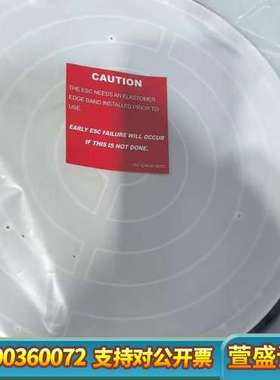 CAUTION
THE ESC NEEDS AN ELASTOMER
EDGE BAND INSTALLED PRIOR TO
USE.
EARLY ESC FAILURE WILL OCCUR
IF THIS IS NOT DONE.
90360072 支持对公开票 萱盛